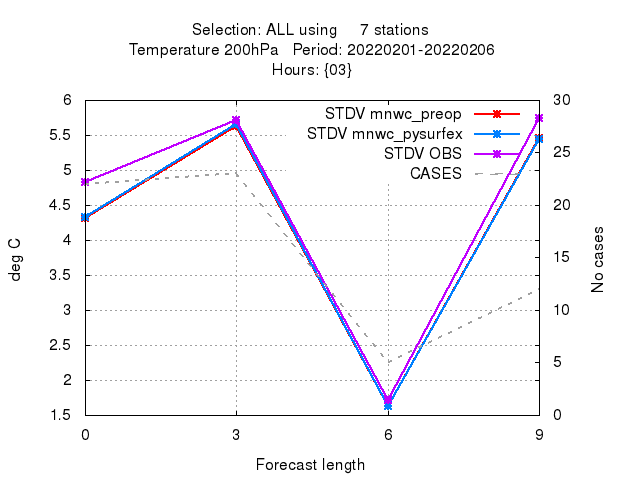 Selection: ALL using     7 stations
Temperature 200hPa   Period: 20220201-20220206
Hours: {03}
STDV mnwc_preop
STDV mnwc_pysurfex
STDV OBS
CASES
6
5.5
5
4.5
4
3.5
3
2.5
2
1.5
30
25
20
15
10
5
0
deg C
No cases
0
3
6
9
Forecast length